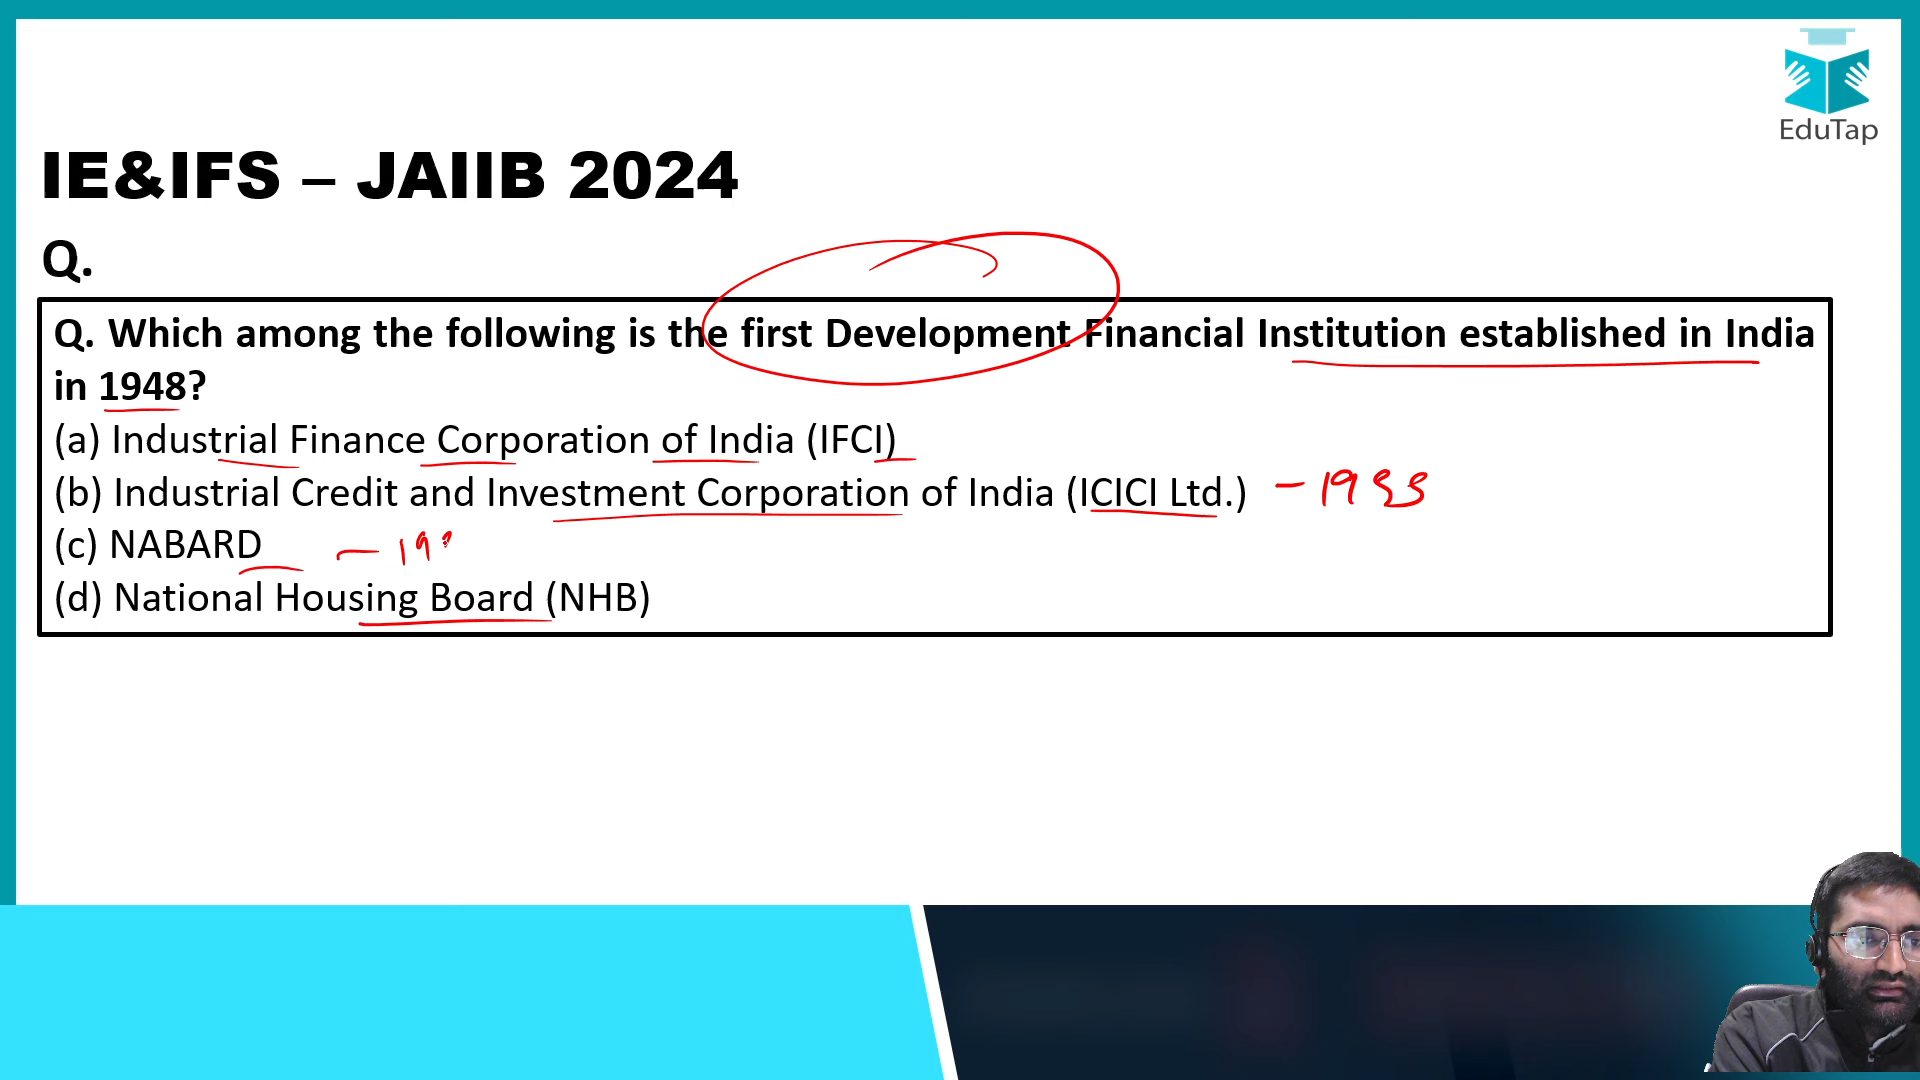 EduTap
IE&IFS – JAIIB 2024
Q.
Q. Which among the following is the first Development Financial Institution established in India
in 1948?
(a) Industrial Finance Corporation of India (IFCI)
(b) Industrial Credit and Investment Corporation of India (ICICI Ltd.) – 1955
(c) NABARD – 19
(d) National Housing Board (NHB)